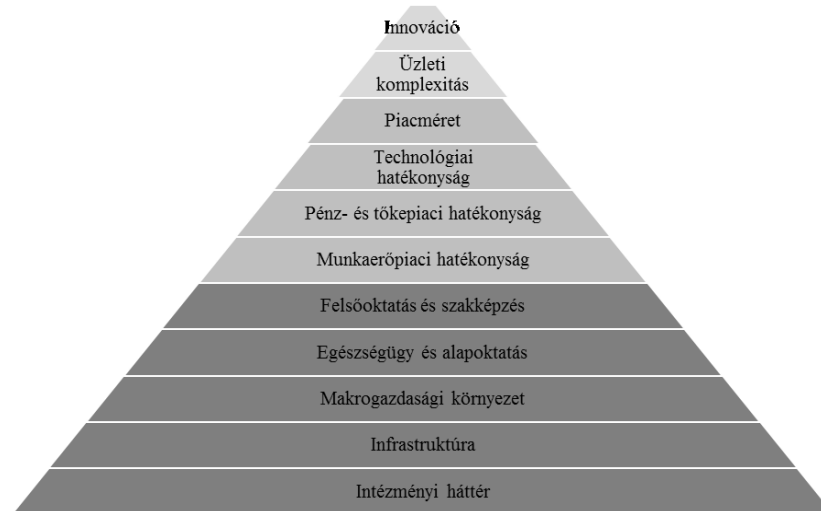 Innováció
Üzleti
komplexitás
Piacméret
Technológiai
hatékonyság
Pénz- és tőkepiaci hatékonyság
Munkaerőpiaci hatékonyság
Felsőoktatás és szakképzés
Egészségügy és alapoktatás
Makrogazdasági környezet
Infrastruktúra
Intézményi háttér